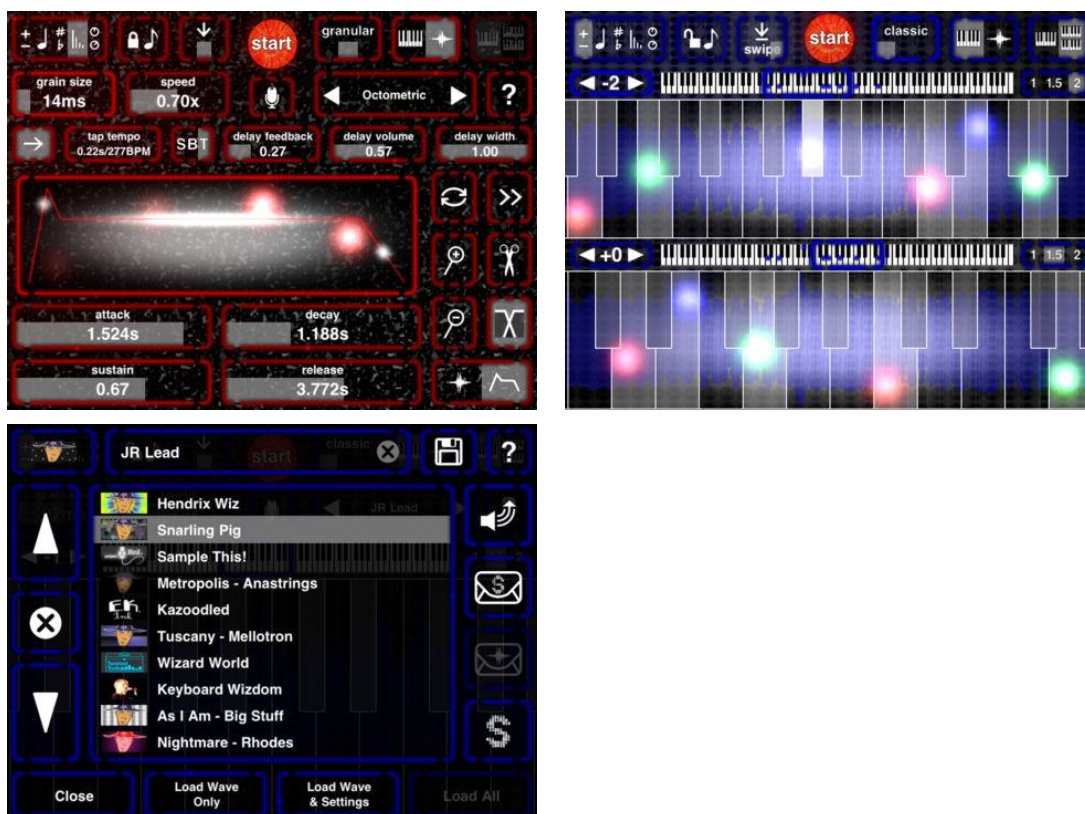 start
granular
grain size
14ms
speed
0.70x
Octometric
?
tap tempo
0.22s/277BPM
SBT
delay feedback
0.27
delay volume
0.57
delay width
1.00
attack
1.524s
decay
1.188s
sustain
0.67
release
3.772s
swipe
start
classic
-2
1 1.5 2
+0
1 1.5 2
JR Lead
start
classic
?
JR Lead
Hendrix Wiz
Snarling Pig
Sample This!
Metropolis - Anastrings
Kazoodled
Tuscany - Mellotron
Wizard World
Keyboard Wizdom
As I Am - Big Stuff
Nightmare - Rhodes
Close
Load Wave
Only
Load Wave
& Settings
Load All